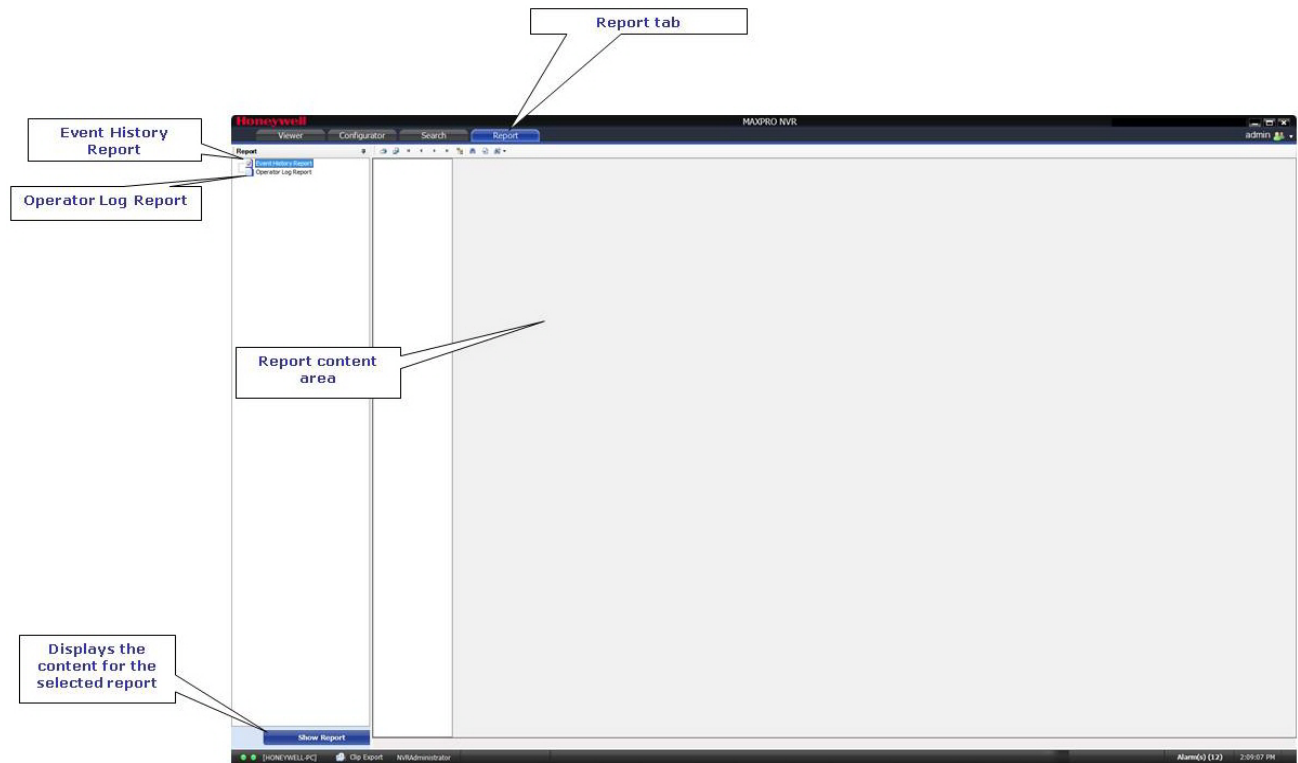 Report tab
Honeywell
MAXPRO NVR
Viewer
Configurator
Search
Report
admin
Event History
Report
Report
Event History Report
Operator Log Report
Operator Log Report
Report content
area
Displays the
content for the
selected report
Show Report
[HONEYWELL-PC]
Clip Export
NVRAdministrator
Alarm(s) (12)
2:09:07 PM